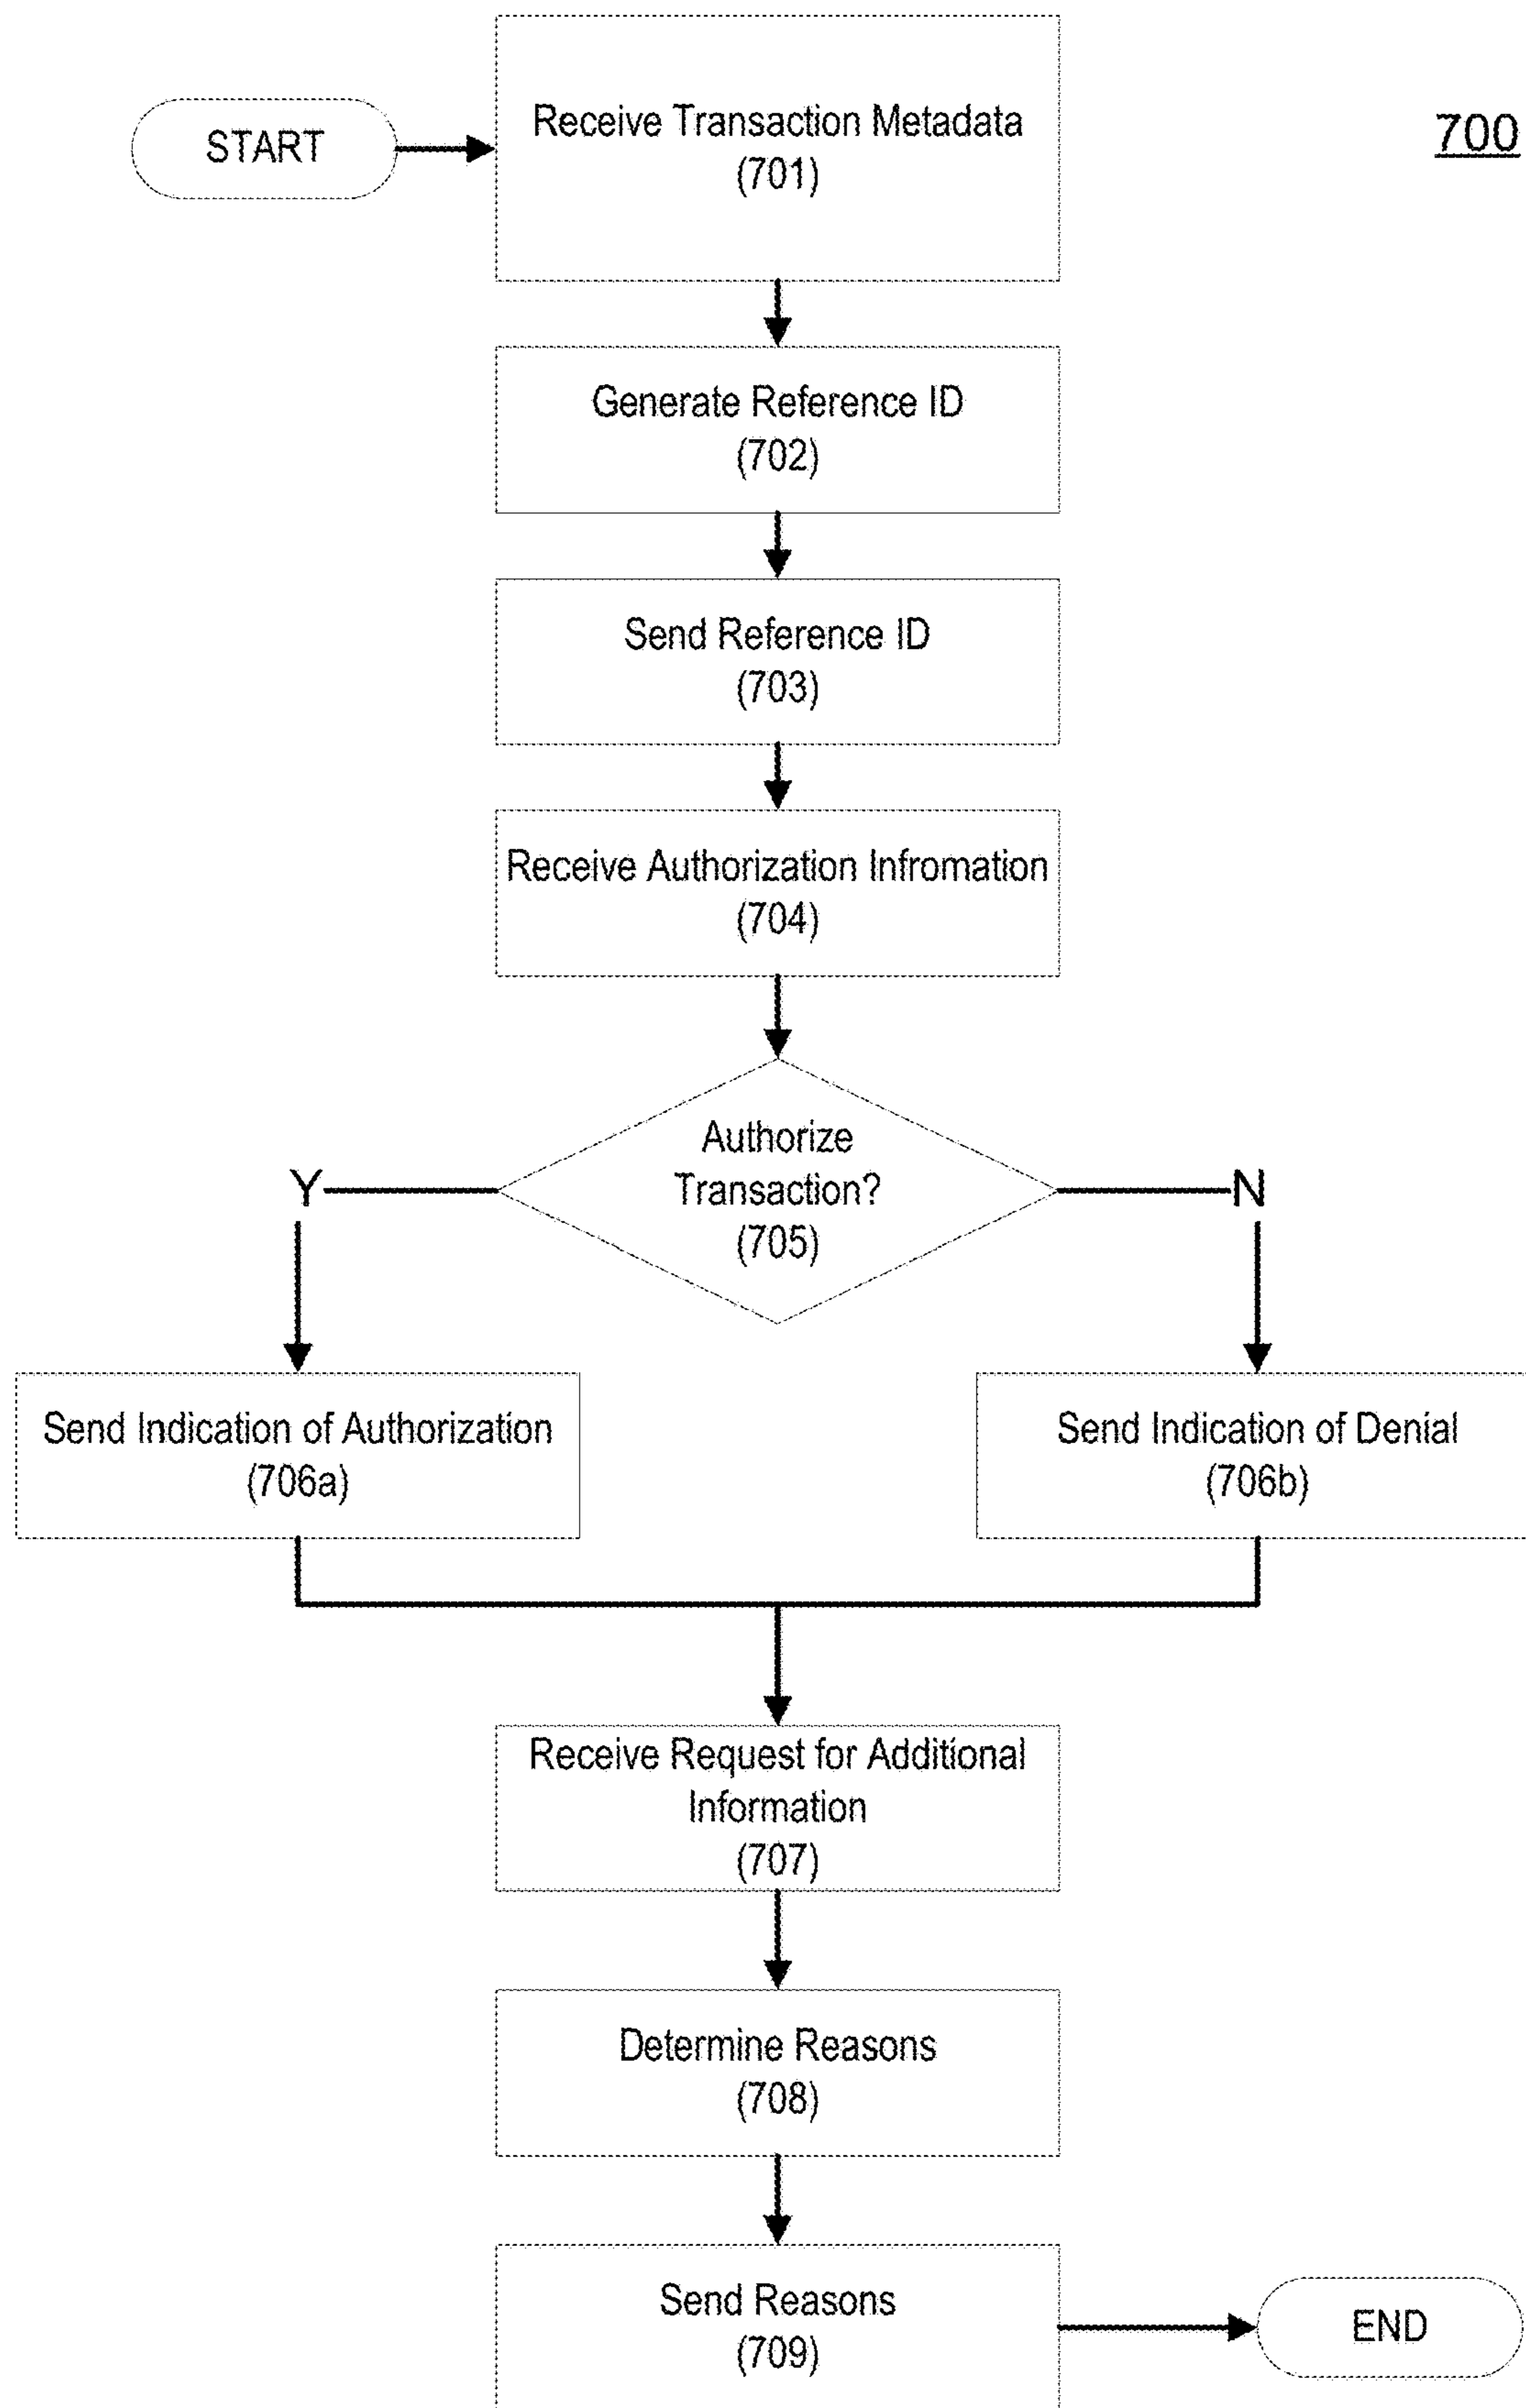 START
Receive Transaction Metadata
(701)
700
Generate Reference ID
(702)
Send Reference ID
(703)
Receive Authorization Infromation
(704)
Authorize
Transaction?
(705)
Y
N
Send Indication of Authorization
(706a)
Send Indication of Denial
(706b)
Receive Request for Additional
Information
(707)
Determine Reasons
(708)
Send Reasons
(709)
END